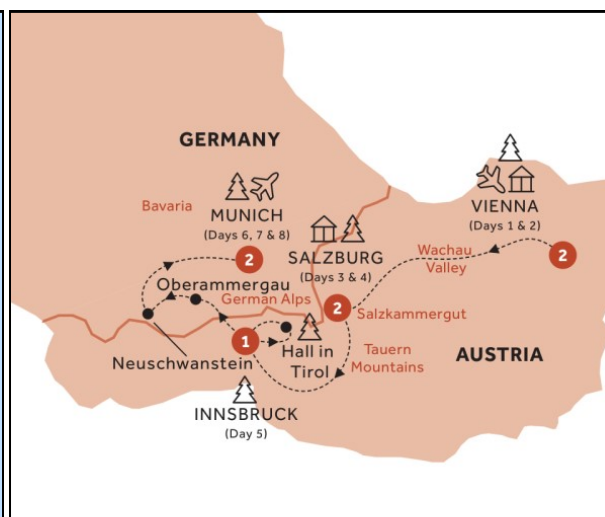 GERMANY
Bavaria
MUNICH
(Days 6, 7 & 8)
2
VIENNA
(Days 1 & 2)
2
Wachau
Valley
SALZBURG
(Days 3 & 4)
2
Salzkammergut
Oberammergau
German Alps
Neuschwanstein
1
Hall in
Tirol
Tauern
Mountains
AUSTRIA
INNSBRUCK
(Day 5)